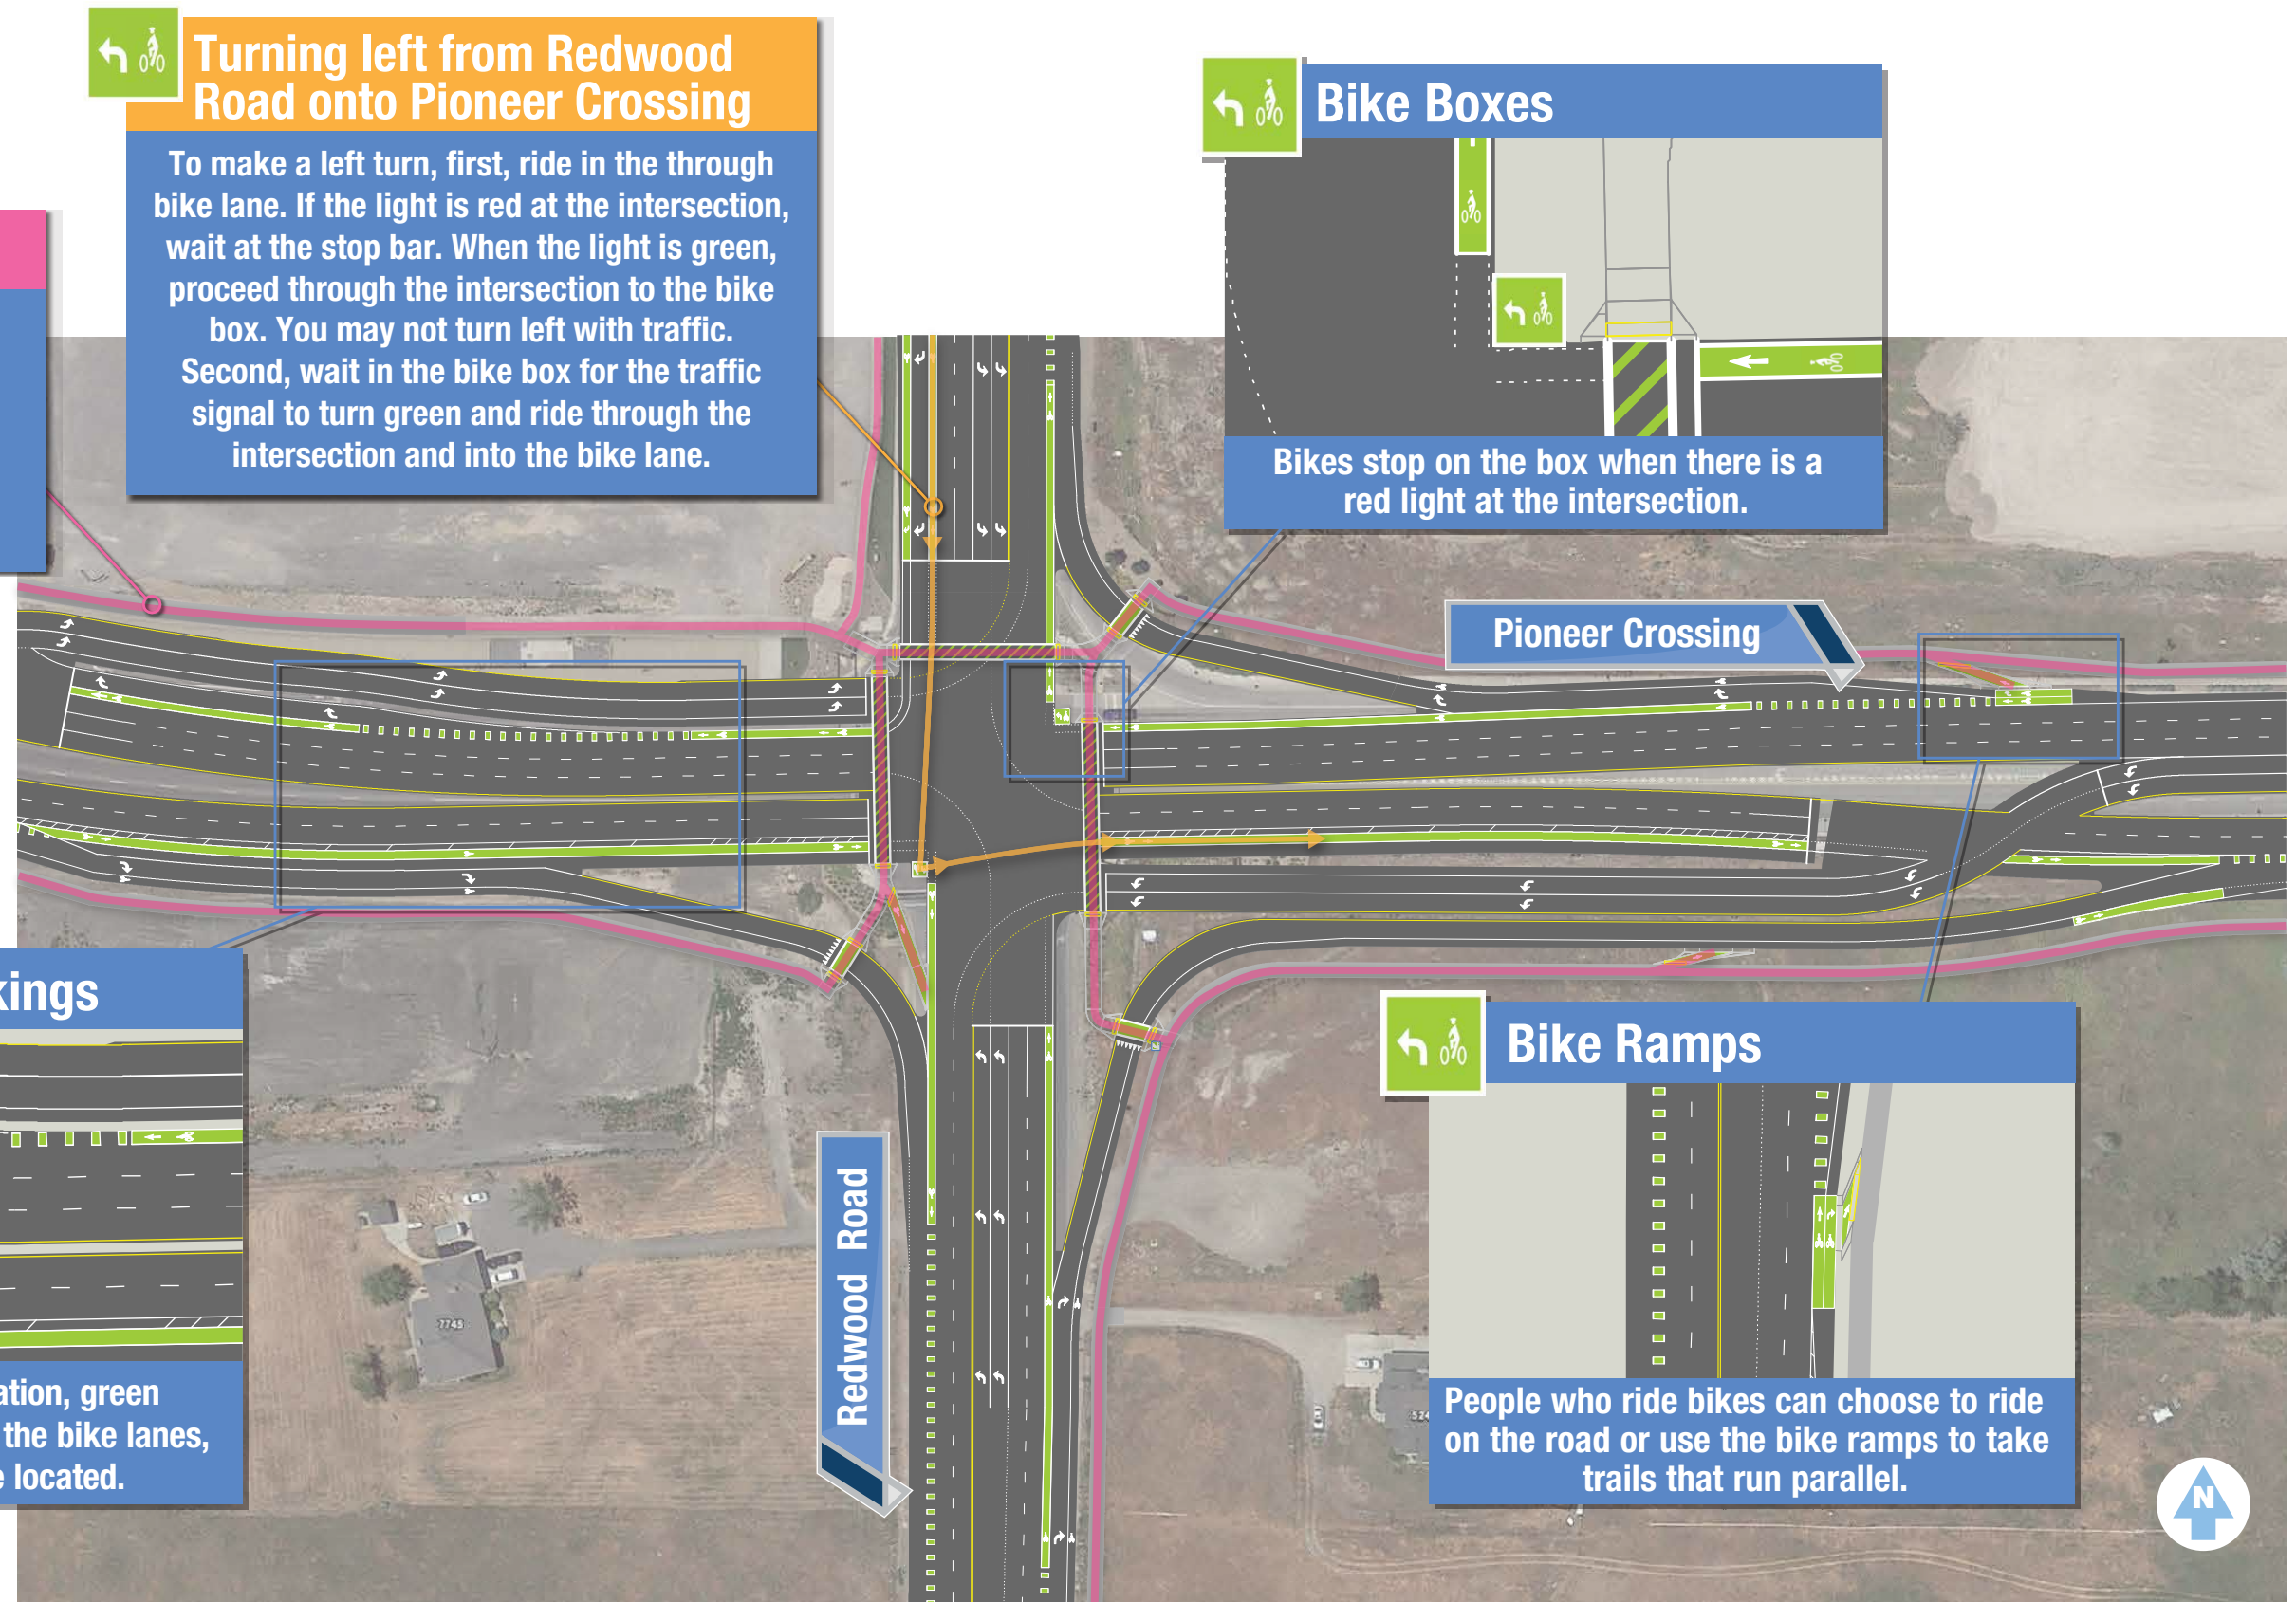 Turning left from Redwood
Road onto Pioneer Crossing
To make a left turn, first, ride in the through
bike lane. If the light is red at the intersection,
wait at the stop bar. When the light is green,
proceed through the intersection to the bike
box. You may not turn left with traffic.
Second, wait in the bike box for the traffic
signal to turn green and ride through the
intersection and into the bike lane.
Bike Boxes
Bikes stop on the box when there is a
red light at the intersection.
Pioneer Crossing
kings
ation, green
the bike lanes,
e located.
Redwood Road
7745
524
Bike Ramps
People who ride bikes can choose to ride
on the road or use the bike ramps to take
trails that run parallel.
N